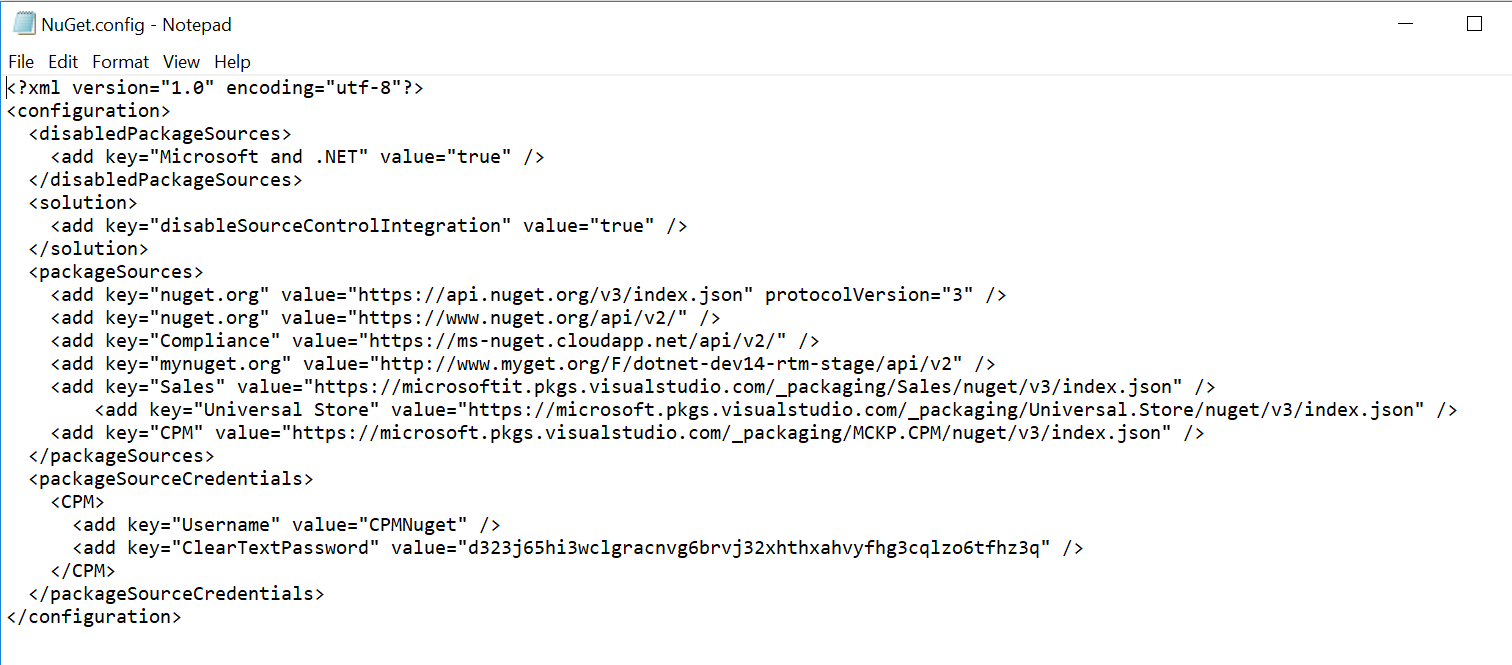 NuGet.config - Notepad
File Edit Format View Help
<?xml version="1.0" encoding="utf-8"?>
<configuration>
  <disabledPackageSources>
    <add key="Microsoft and .NET" value="true" />
  </disabledPackageSources>
  <solution>
    <add key="disableSourceControlIntegration" value="true" />
  </solution>
  <packageSources>
    <add key="nuget.org" value="https://api.nuget.org/v3/index.json" protocolVersion="3" />
    <add key="nuget.org" value="https://www.nuget.org/api/v2/" />
    <add key="Compliance" value="https://ms-nuget.cloudapp.net/api/v2/" />
    <add key="mynuget.org" value="http://www.myget.org/F/dotnet-dev14-rtm-stage/api/v2" />
    <add key="Sales" value="https://microsoftit.pkgs.visualstudio.com/_packaging/Sales/nuget/v3/index.json" />
        <add key="Universal Store" value="https://microsoft.pkgs.visualstudio.com/_packaging/Universal.Store/nuget/v3/index.json" />
    <add key="CPM" value="https://microsoft.pkgs.visualstudio.com/_packaging/MCKP.CPM/nuget/v3/index.json" />
  </packageSources>
  <packageSourceCredentials>
    <CPM>
      <add key="Username" value="CPMNuget" />
      <add key="ClearTextPassword" value="d323j65hi3wclgracnvg6brvj32xhthxahvyfhg3cqlzo6tfhz3q" />
    </CPM>
  </packageSourceCredentials>
</configuration>